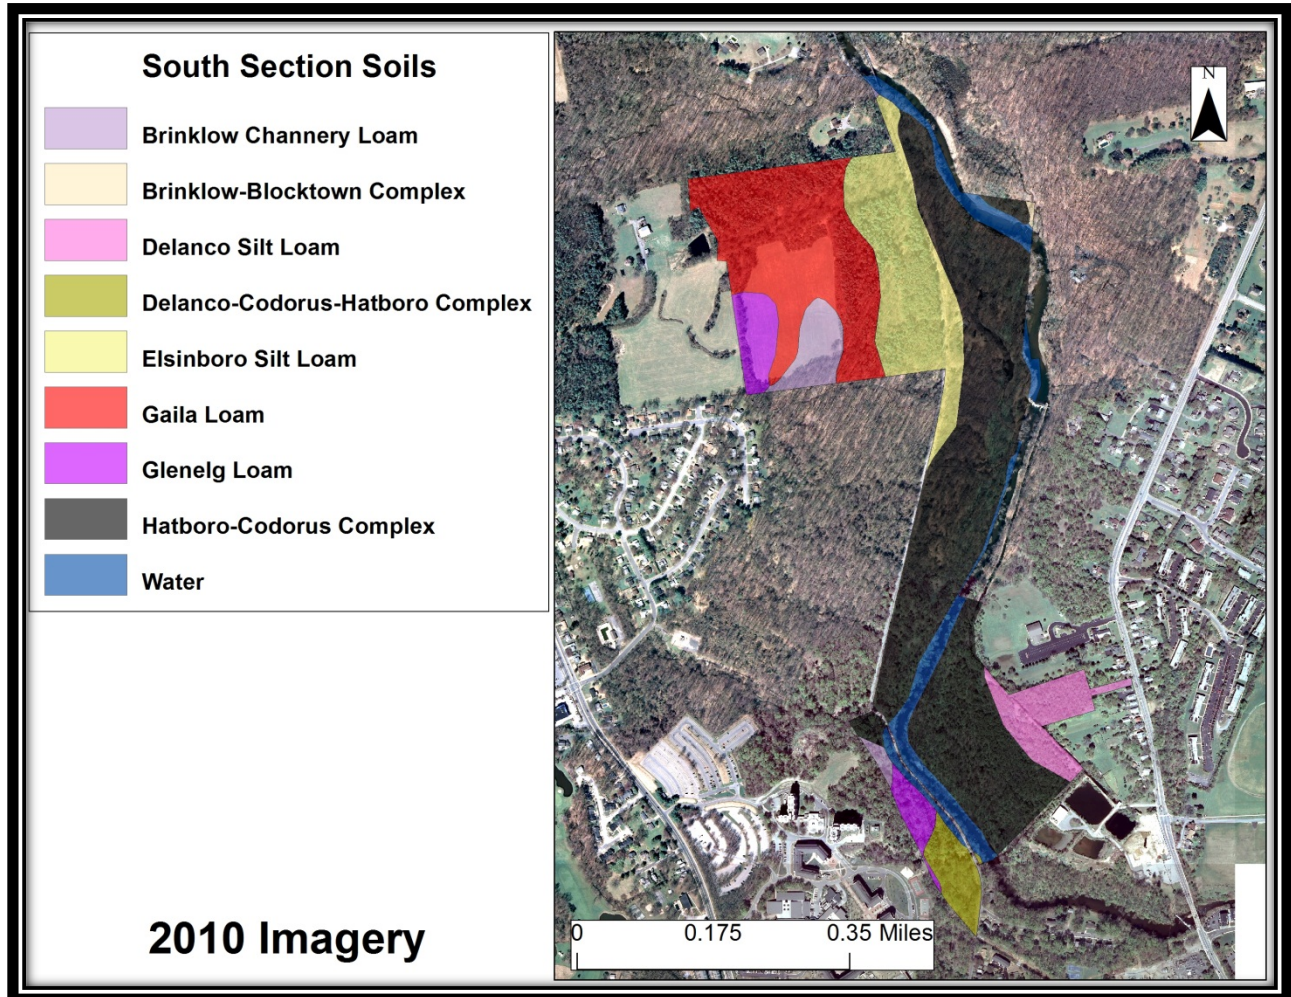 South Section Soils
Brinklow Channery Loam
Brinklow-Blocktown Complex
Delanco Silt Loam
Delanco-Codorus-Hatboro Complex
Elsinboro Silt Loam
Gaila Loam
Glenelg Loam
Hatboro-Codorus Complex
Water
2010 Imagery
N
0 0.175 0.35 Miles